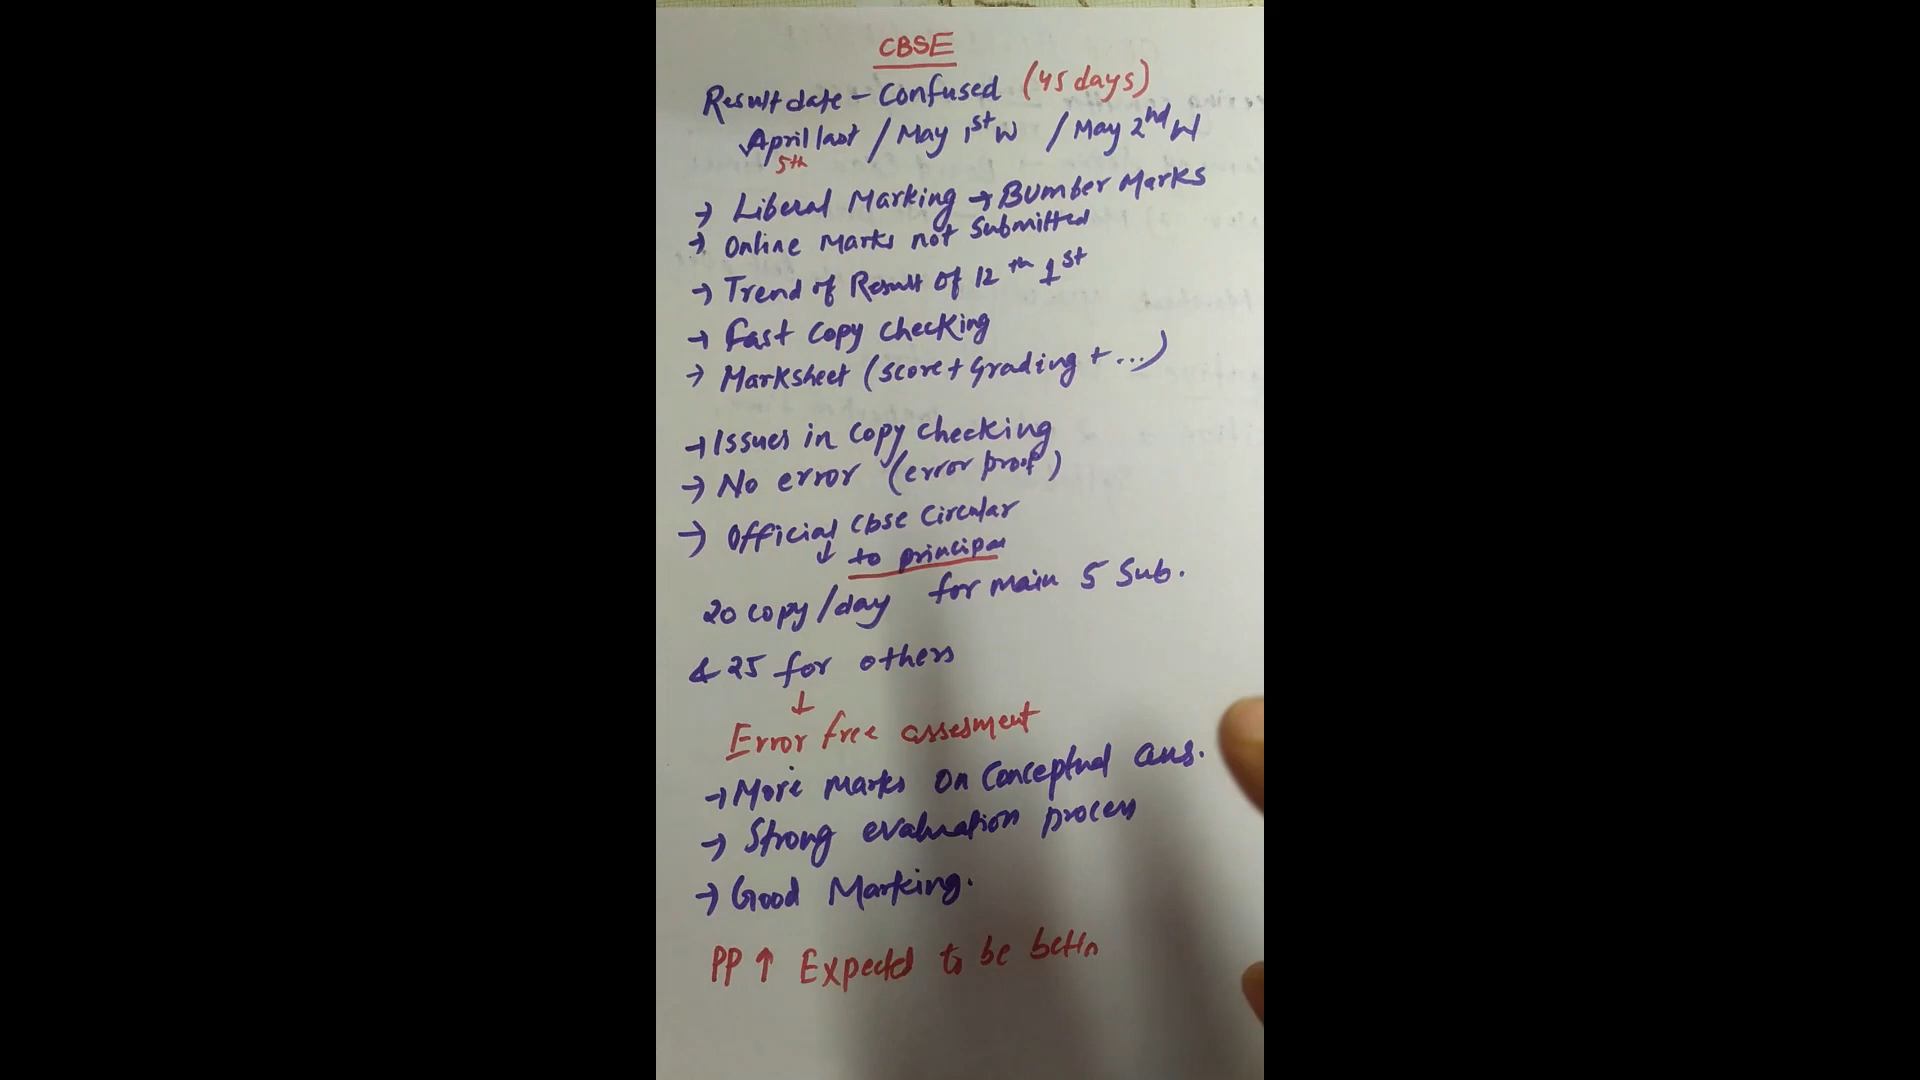 CBSE
Result date - Confused (45 days)
April last / May 1st W / May 2nd W
5th
→ Liberal Marking → Bumber Marks
→ Online Marks not Submitted
→ Trend of Result of 12th 1st
→ Fast Copy Checking
→ Marksheet (Score + Grading + ...)
→ Issues in Copy Checking
→ No error (error proof)
→ Official Cbse Circular
↓ to principal
20 copy/day for main 5 Sub.
& 25 for others
↓
Error free assesment
→ More marks on Conceptual ans.
→ Strong evaluation process
→ Good Marking.
PP ↑ Expected to be better